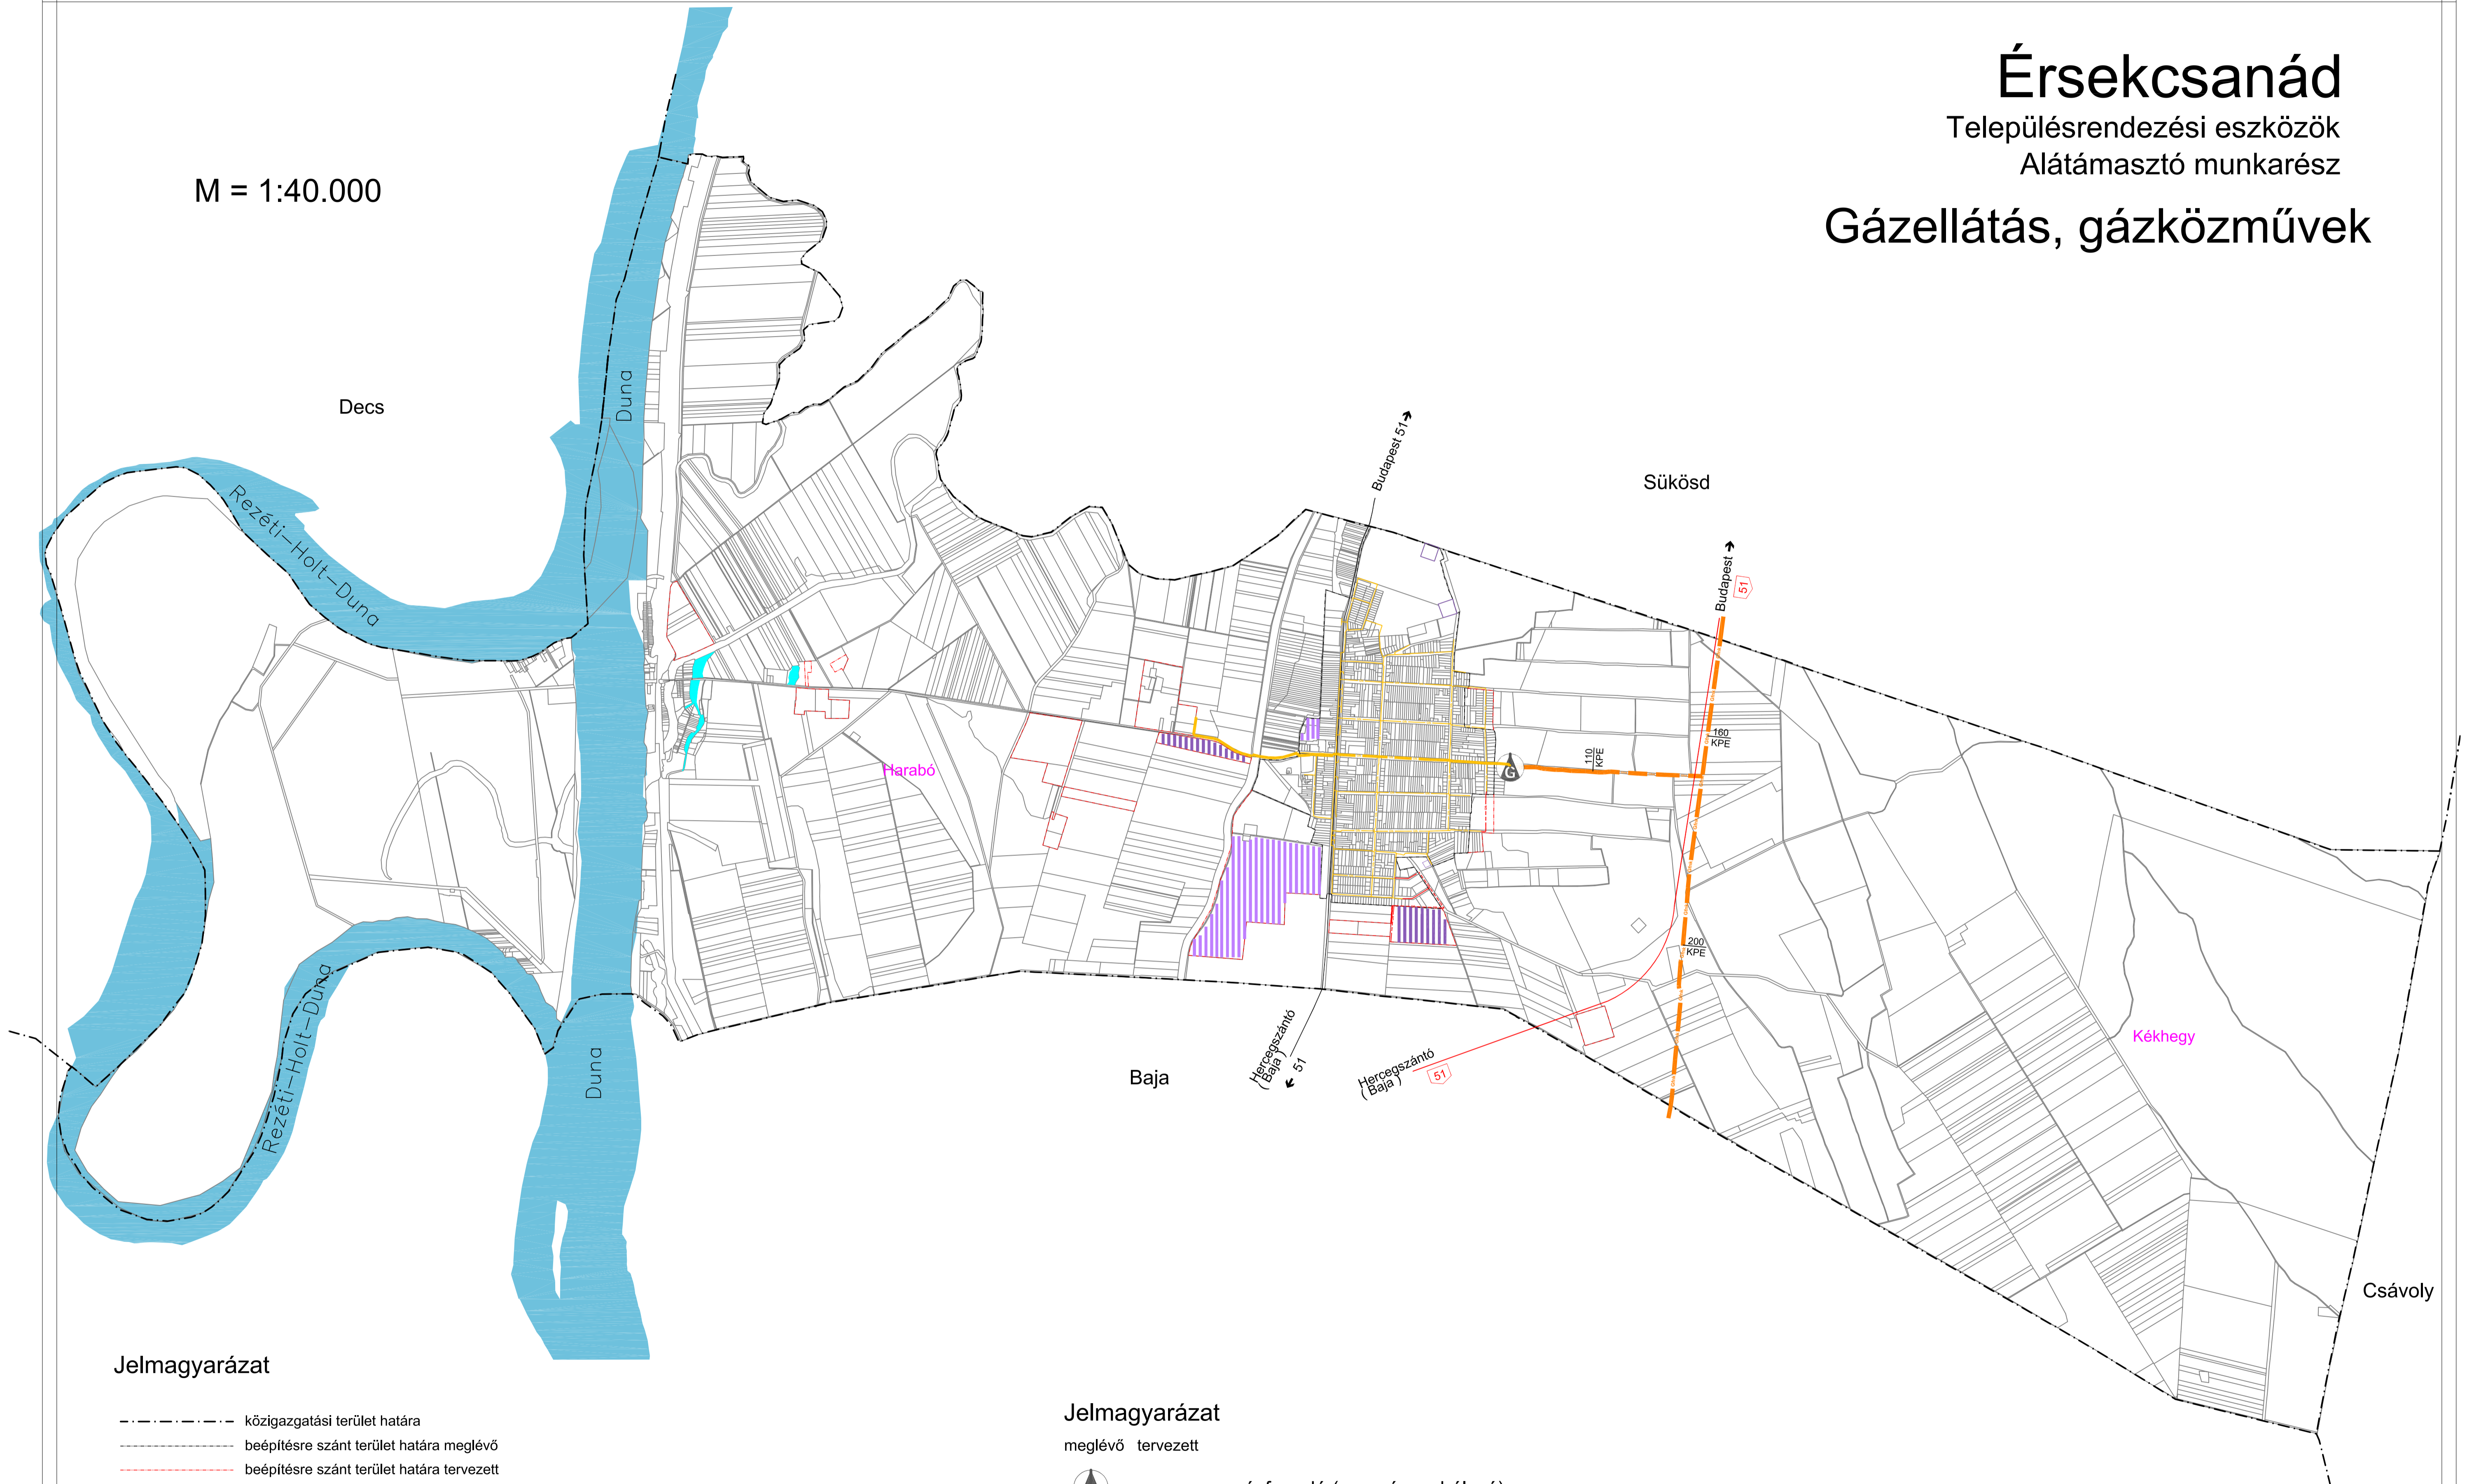 Érsekcsanád
Településrendezési eszközök
Alátámasztó munkarész
Gázellátás, gázközművek
M = 1:40.000
Decs
Duna
Rezéti-Holt-Duna
Budapest 51
Sükösd
Budapest
51
160
KPE
110
KPE
G
Harabó
200
KPE
Rezéti-Holt-Duna
Duna
Baja
Hercegszántó
( Baja )
51
Hercegszántó
( Baja )
51
Kékhegy
Csávoly
Jelmagyarázat
közigazgatási terület határa
beépítésre szánt terület határa meglévő
beépítésre szánt terület határa tervezett
Jelmagyarázat
meglévő tervezett